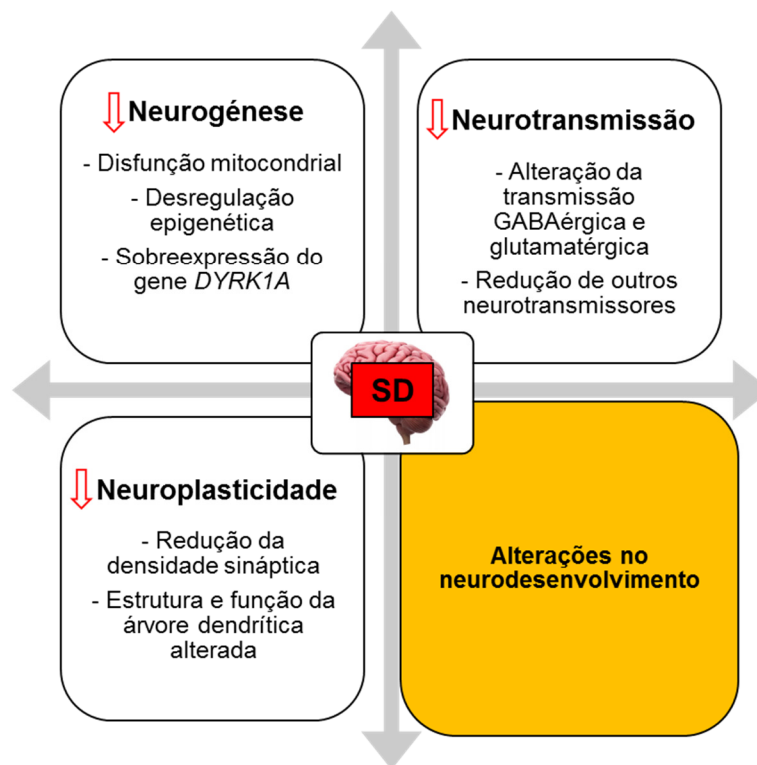 Neurogénese
- Disfunção mitocondrial
- Desregulação
epigenética
- Sobreexpressão do
gene DYRK1A
Neurotransmissão
- Alteração da
transmissão
GABAérgica e
glutamatérgica
- Redução de outros
neurotransmissores
SD
Neuroplasticidade
- Redução da
densidade sináptica
- Estrutura e função da
árvore dendrítica
alterada
Alterações no
neurodesenvolvimento